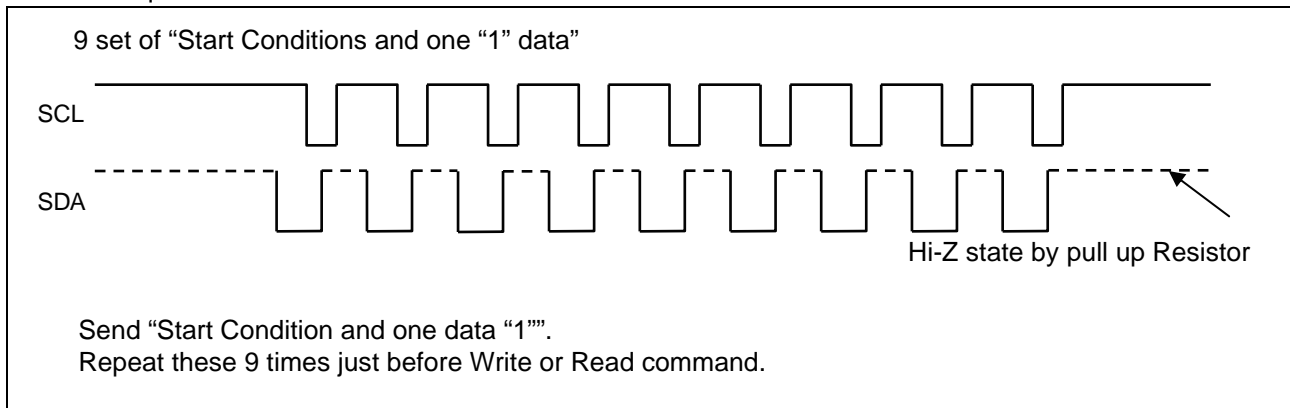 9 set of “Start Conditions and one “1” data”
SCL
SDA
Hi-Z state by pull up Resistor
Send “Start Condition and one data “1””.
Repeat these 9 times just before Write or Read command.